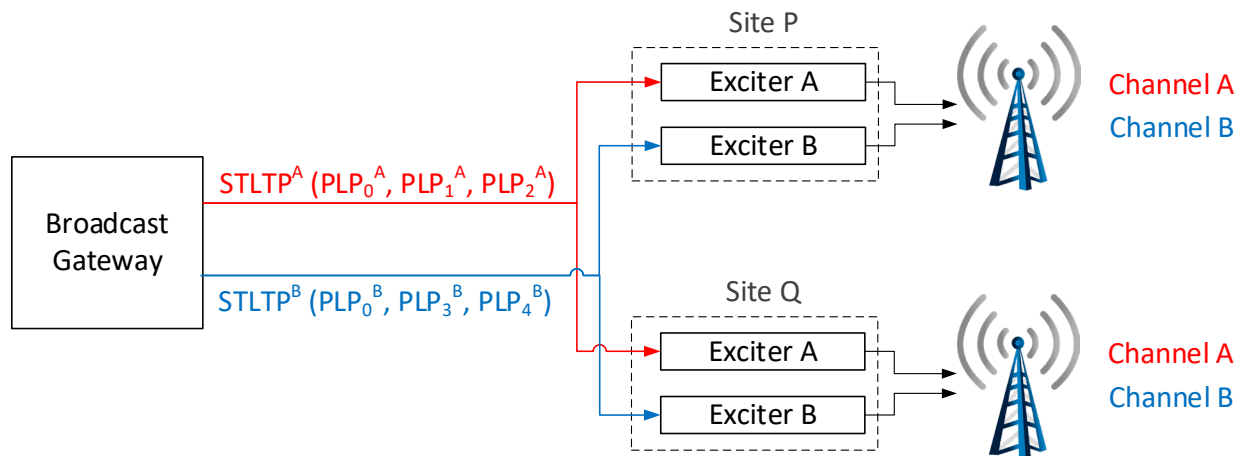 Site P
Exciter A
Exciter B
Channel A
Channel B
Broadcast
Gateway
STLTP^A (PLP_0^A, PLP_1^A, PLP_2^A)
STLTP^B (PLP_0^B, PLP_3^B, PLP_4^B)
Site Q
Exciter A
Exciter B
Channel A
Channel B